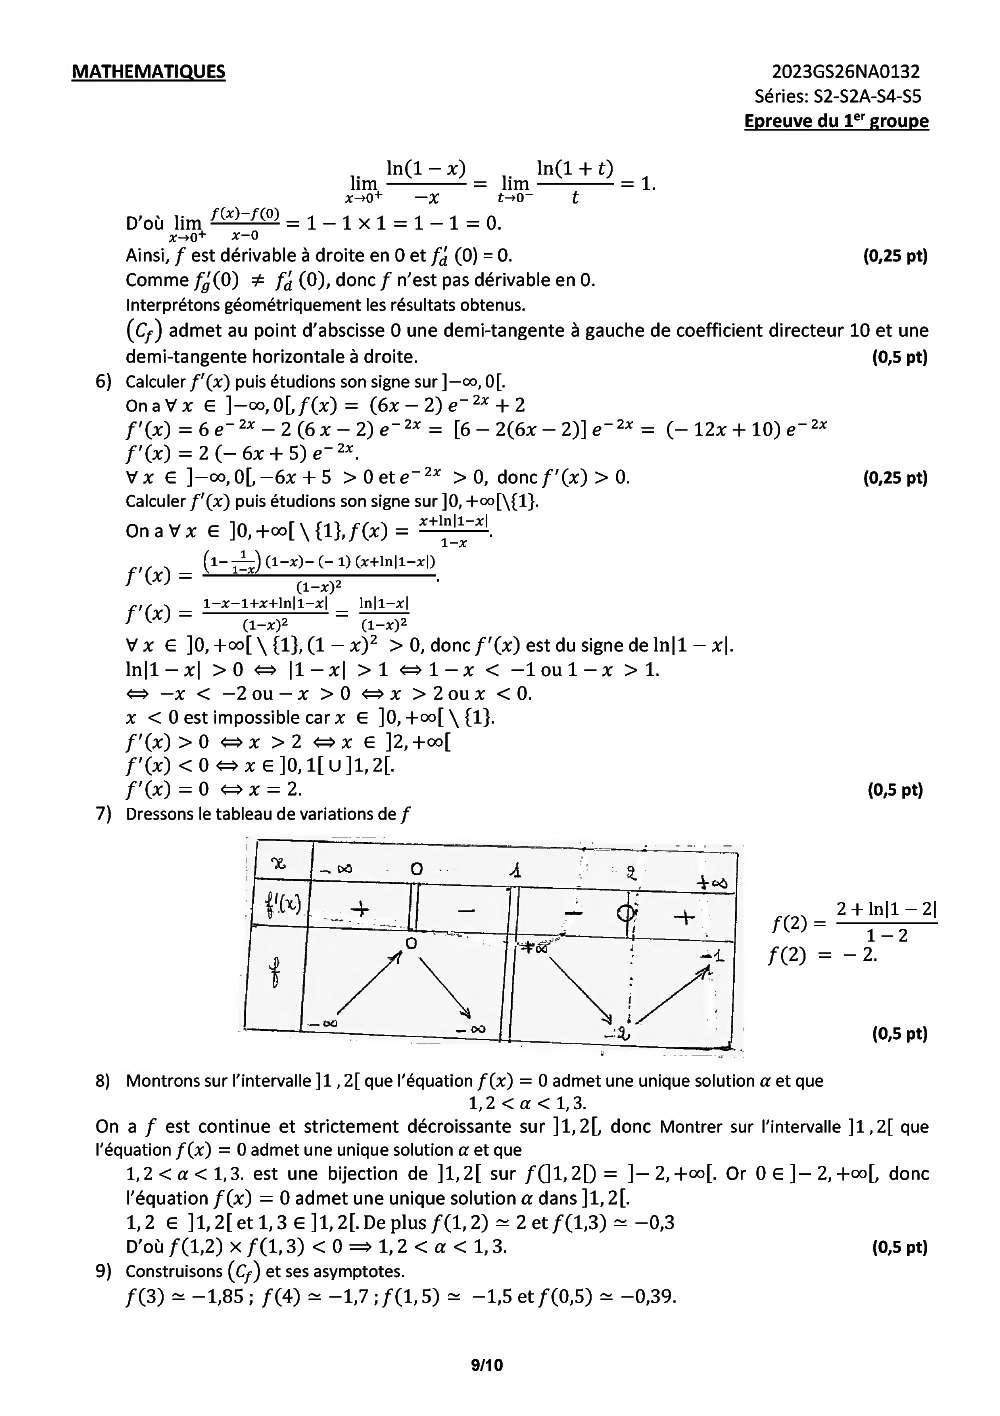 MATHEMATIQUES
2023GS26NA0132
Séries: S2-S2A-S4-S5
Epreuve du 1er groupe
lim x→0⁺ ln(1 − x)/−x = lim t→0⁻ ln(1 + t)/t = 1.
D'où lim x→0⁺ f(x)−f(0)/x−0 = 1 − 1 × 1 = 1 − 1 = 0.
Ainsi, f est dérivable à droite en 0 et f'd (0) = 0. (0,25 pt)
Comme f'g(0) ≠ f'd (0), donc f n'est pas dérivable en 0.
Interprétons géométriquement les résultats obtenus.
(Cf) admet au point d'abscisse 0 une demi-tangente à gauche de coefficient directeur 10 et une
demi-tangente horizontale à droite. (0,5 pt)
6) Calculer f'(x) puis étudions son signe sur ]−∞, 0[.
On a ∀ x ∈ ]−∞, 0[, f(x) = (6x − 2) e^(− 2x) + 2
f'(x) = 6 e^(− 2x) − 2 (6 x − 2) e^(− 2x) = [6 − 2(6x − 2)] e^(− 2x) = (− 12x + 10) e^(− 2x)
f'(x) = 2 (− 6x + 5) e^(− 2x).
∀ x ∈ ]−∞, 0[, −6x + 5 > 0 et e^(− 2x) > 0, donc f'(x) > 0. (0,25 pt)
Calculer f'(x) puis étudions son signe sur ]0, +∞[\{1}.
On a ∀ x ∈ ]0, +∞[ \ {1}, f(x) = x+ln|1−x|/1−x.
f'(x) = (1− 1/1−x) (1−x)− (− 1) (x+ln|1−x|)/(1−x)².
f'(x) = 1−x−1+x+ln|1−x|/(1−x)² = ln|1−x|/(1−x)²
∀ x ∈ ]0, +∞[ \ {1}, (1 − x)² > 0, donc f'(x) est du signe de ln|1 − x|.
ln|1 − x| > 0 ⇔ |1 − x| > 1 ⇔ 1 − x < −1 ou 1 − x > 1.
⇔ −x < −2 ou − x > 0 ⇔ x > 2 ou x < 0.
x < 0 est impossible car x ∈ ]0, +∞[ \ {1}.
f'(x) > 0 ⇔ x > 2 ⇔ x ∈ ]2, +∞[
f'(x) < 0 ⇔ x ∈ ]0, 1[ ∪ ]1, 2[.
f'(x) = 0 ⇔ x = 2. (0,5 pt)
7) Dressons le tableau de variations de f
x −∞ 0 1 2 +∞
f'(x) + − − 0 +
f −∞ 0 −∞ +∞ −2 −1
f(2) = 2 + ln|1 − 2|/1 − 2
f(2) = − 2.
(0,5 pt)
8) Montrons sur l'intervalle ]1 , 2[ que l'équation f(x) = 0 admet une unique solution α et que
1, 2 < α < 1, 3.
On a f est continue et strictement décroissante sur ]1, 2[, donc Montrer sur l'intervalle ]1 , 2[ que
l'équation f(x) = 0 admet une unique solution α et que
1, 2 < α < 1, 3. est une bijection de ]1, 2[ sur f(]1, 2[) = ]− 2, +∞[. Or 0 ∈ ]− 2, +∞[, donc
l'équation f(x) = 0 admet une unique solution α dans ]1, 2[.
1, 2 ∈ ]1, 2[ et 1, 3 ∈ ]1, 2[. De plus f(1, 2) ≃ 2 et f(1,3) ≃ −0,3
D'où f(1,2) × f(1, 3) < 0 ⟹ 1, 2 < α < 1, 3. (0,5 pt)
9) Construisons (Cf) et ses asymptotes.
f(3) ≃ −1,85 ; f(4) ≃ −1,7 ; f(1, 5) ≃ −1,5 et f(0,5) ≃ −0,39.
9/10